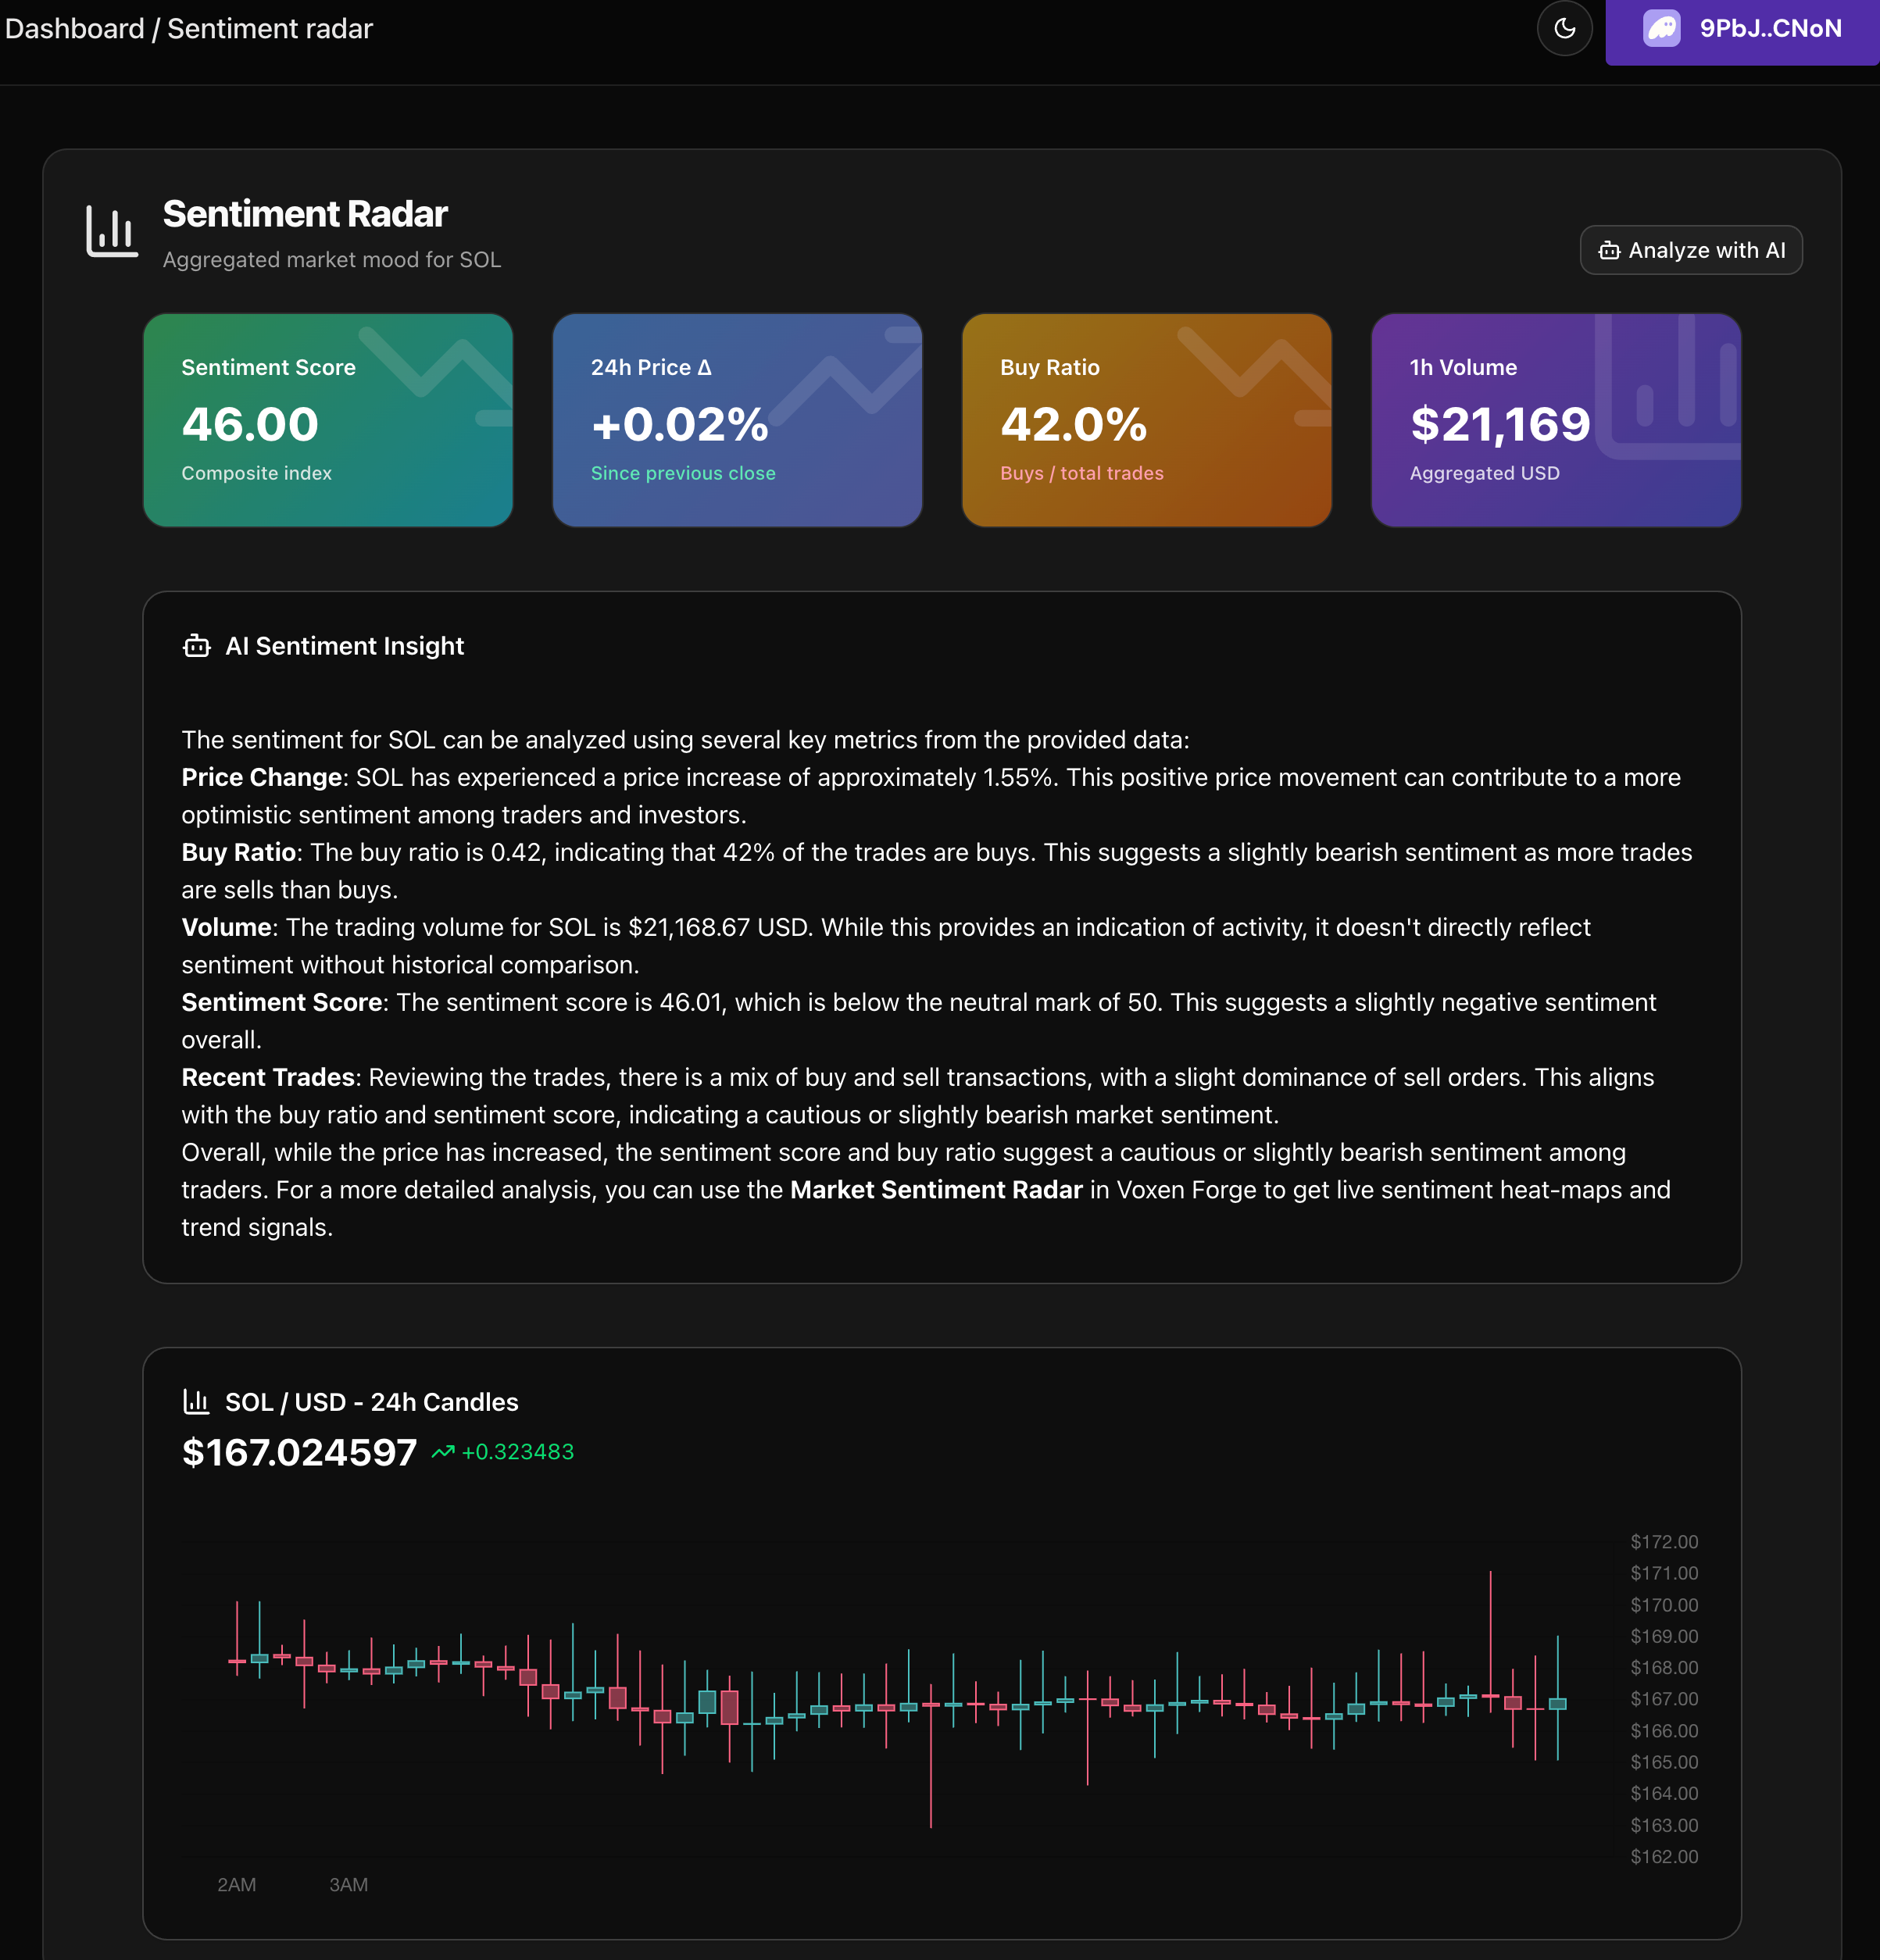 Dashboard / Sentiment radar
9PbJ..CNoN
Sentiment Radar
Aggregated market mood for SOL
Analyze with AI
Sentiment Score
46.00
Composite index
24h Price Δ
+0.02%
Since previous close
Buy Ratio
42.0%
Buys / total trades
1h Volume
$21,169
Aggregated USD
AI Sentiment Insight
The sentiment for SOL can be analyzed using several key metrics from the provided data:
Price Change: SOL has experienced a price increase of approximately 1.55%. This positive price movement can contribute to a more
optimistic sentiment among traders and investors.
Buy Ratio: The buy ratio is 0.42, indicating that 42% of the trades are buys. This suggests a slightly bearish sentiment as more trades
are sells than buys.
Volume: The trading volume for SOL is $21,168.67 USD. While this provides an indication of activity, it doesn't directly reflect
sentiment without historical comparison.
Sentiment Score: The sentiment score is 46.01, which is below the neutral mark of 50. This suggests a slightly negative sentiment
overall.
Recent Trades: Reviewing the trades, there is a mix of buy and sell transactions, with a slight dominance of sell orders. This aligns
with the buy ratio and sentiment score, indicating a cautious or slightly bearish market sentiment.
Overall, while the price has increased, the sentiment score and buy ratio suggest a cautious or slightly bearish sentiment among
traders. For a more detailed analysis, you can use the Market Sentiment Radar in Voxen Forge to get live sentiment heat-maps and
trend signals.
SOL / USD - 24h Candles
$167.024597 +0.323483
$172.00
$171.00
$170.00
$169.00
$168.00
$167.00
$166.00
$165.00
$164.00
$163.00
$162.00
2AM 3AM